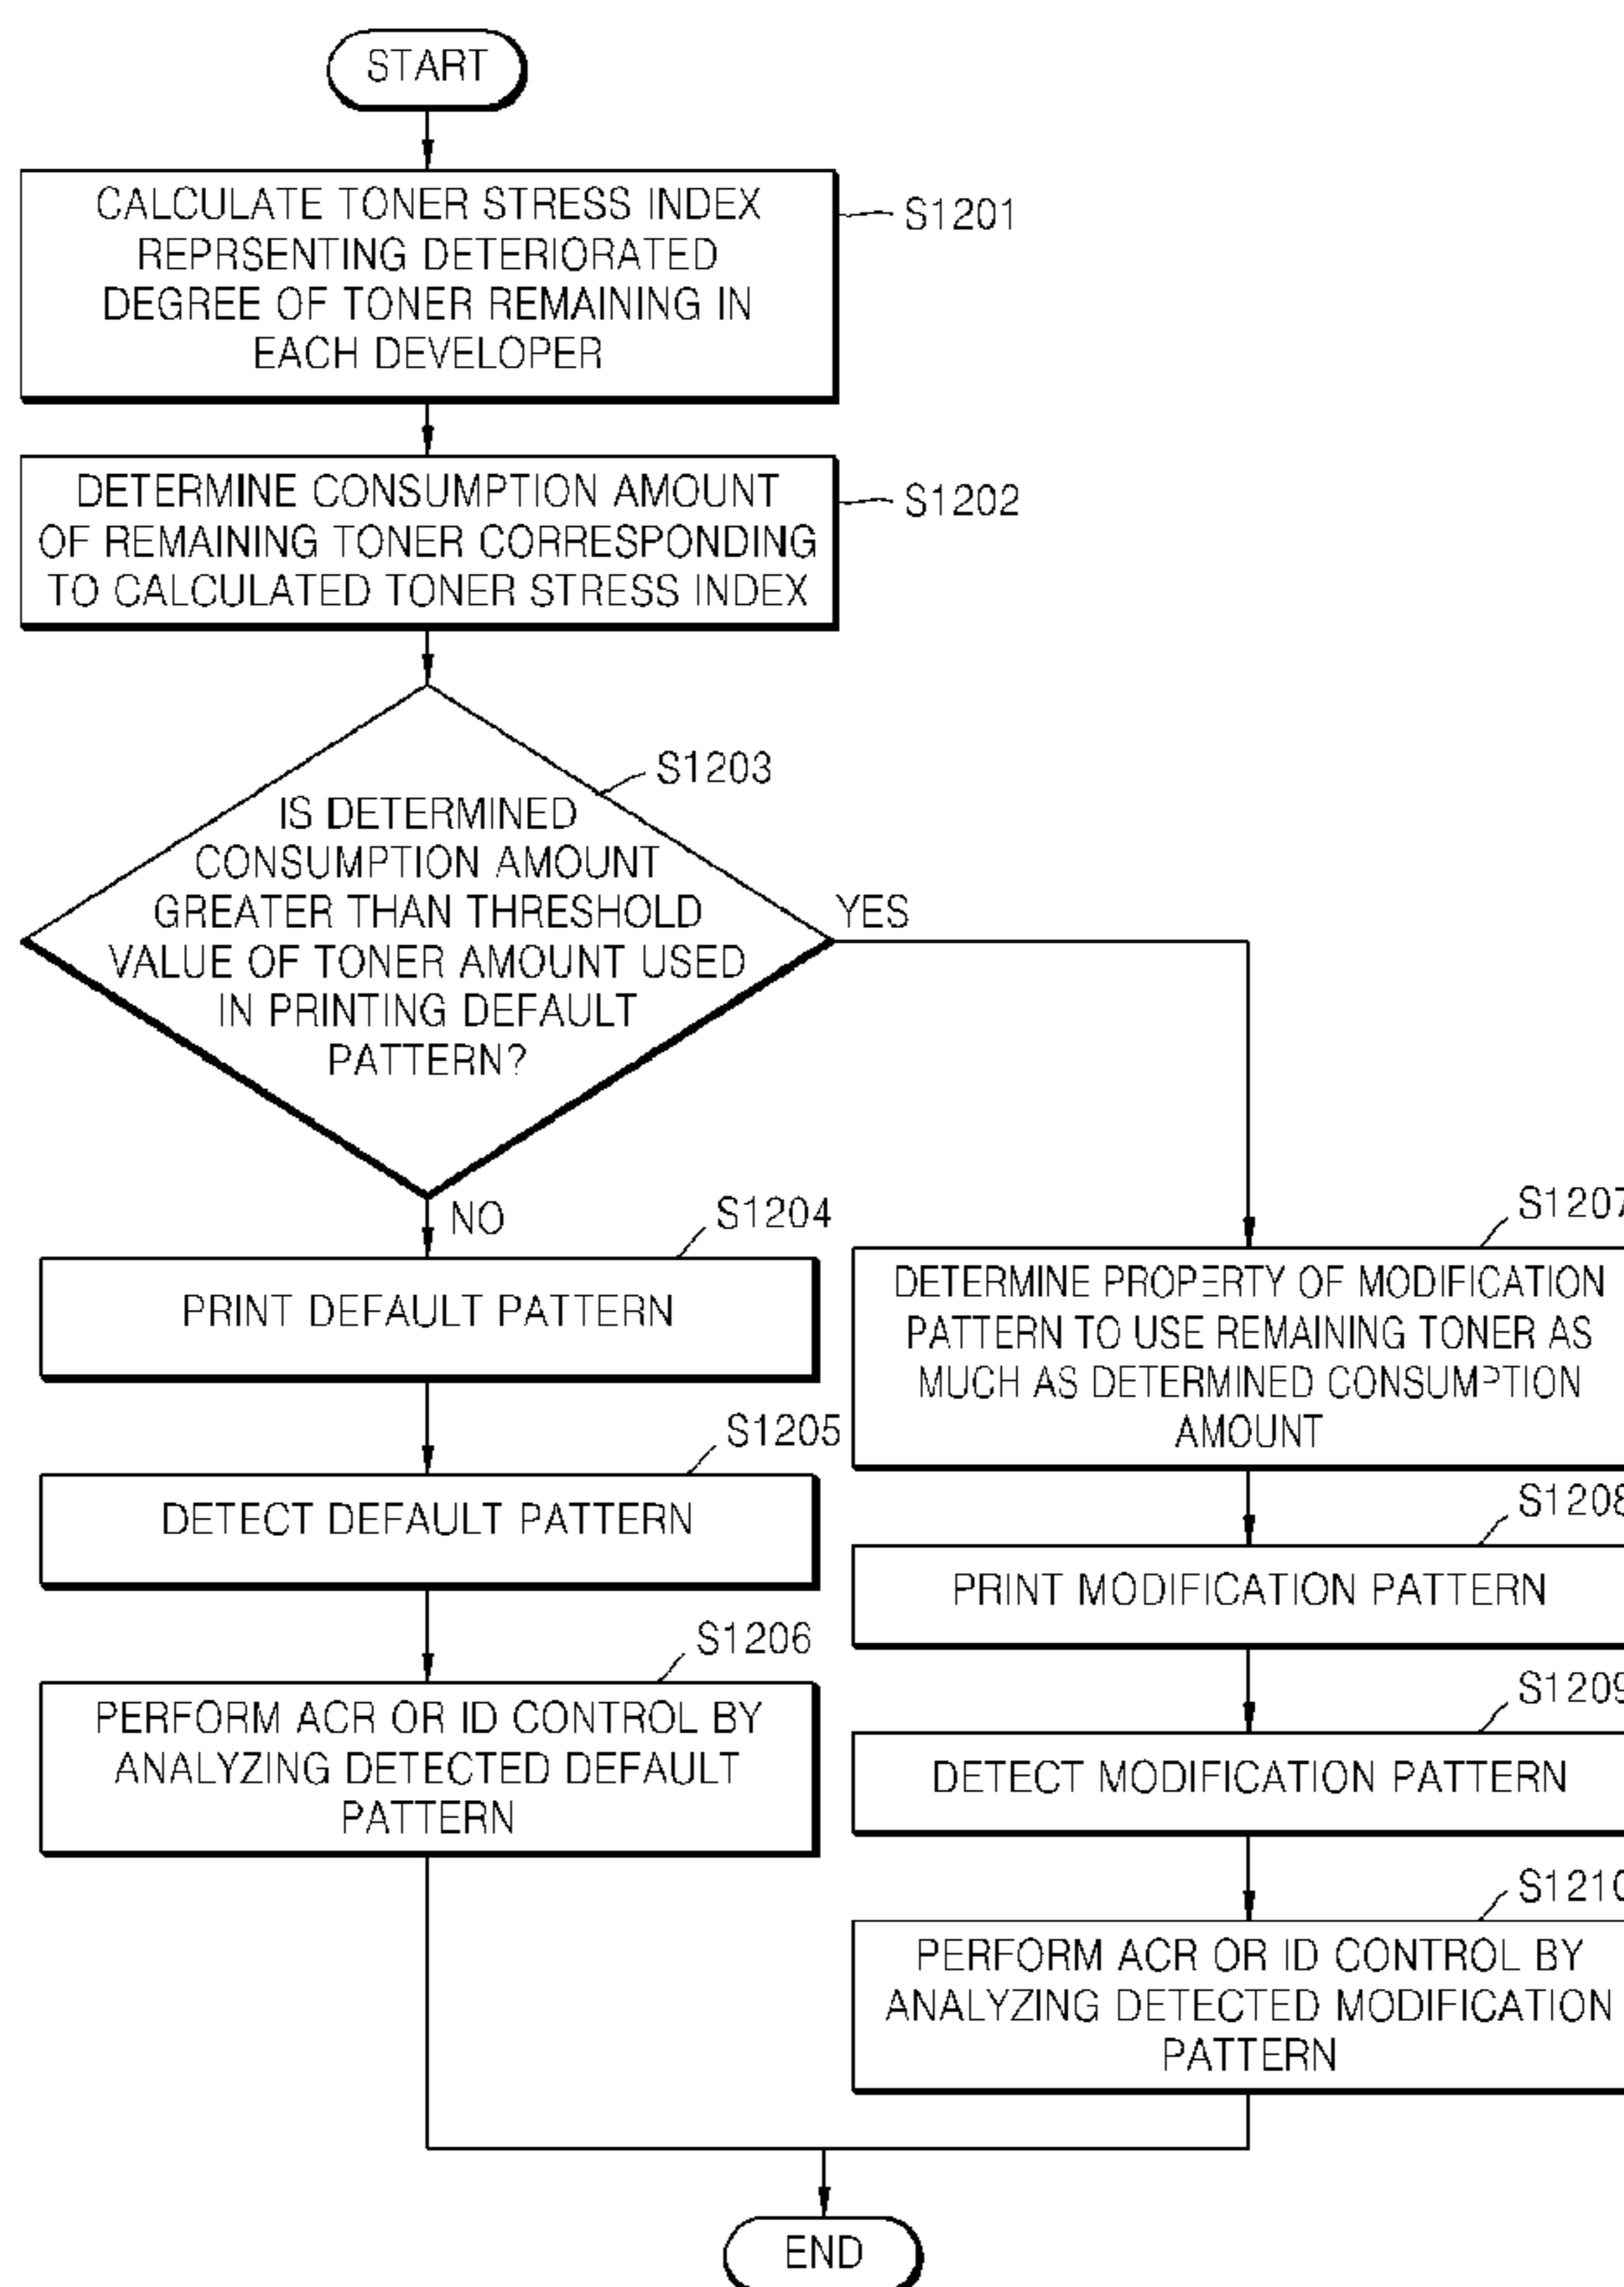 START
CALCULATE TONER STRESS INDEX
REPRSENTING DETERIORATED
DEGREE OF TONER REMAINING IN
EACH DEVELOPER
S1201
DETERMINE CONSUMPTION AMOUNT
OF REMAINING TONER CORRESPONDING
TO CALCULATED TONER STRESS INDEX
S1202
S1203
IS DETERMINED
CONSUMPTION AMOUNT
GREATER THAN THRESHOLD
VALUE OF TONER AMOUNT USED
IN PRINTING DEFAULT
PATTERN?
YES
NO
S1204
PRINT DEFAULT PATTERN
S1205
DETECT DEFAULT PATTERN
S1206
PERFORM ACR OR ID CONTROL BY
ANALYZING DETECTED DEFAULT
PATTERN
S1207
DETERMINE PROPERTY OF MODIFICATION
PATTERN TO USE REMAINING TONER AS
MUCH AS DETERMINED CONSUMPTION
AMOUNT
S1208
PRINT MODIFICATION PATTERN
S1209
DETECT MODIFICATION PATTERN
S1210
PERFORM ACR OR ID CONTROL BY
ANALYZING DETECTED MODIFICATION
PATTERN
END